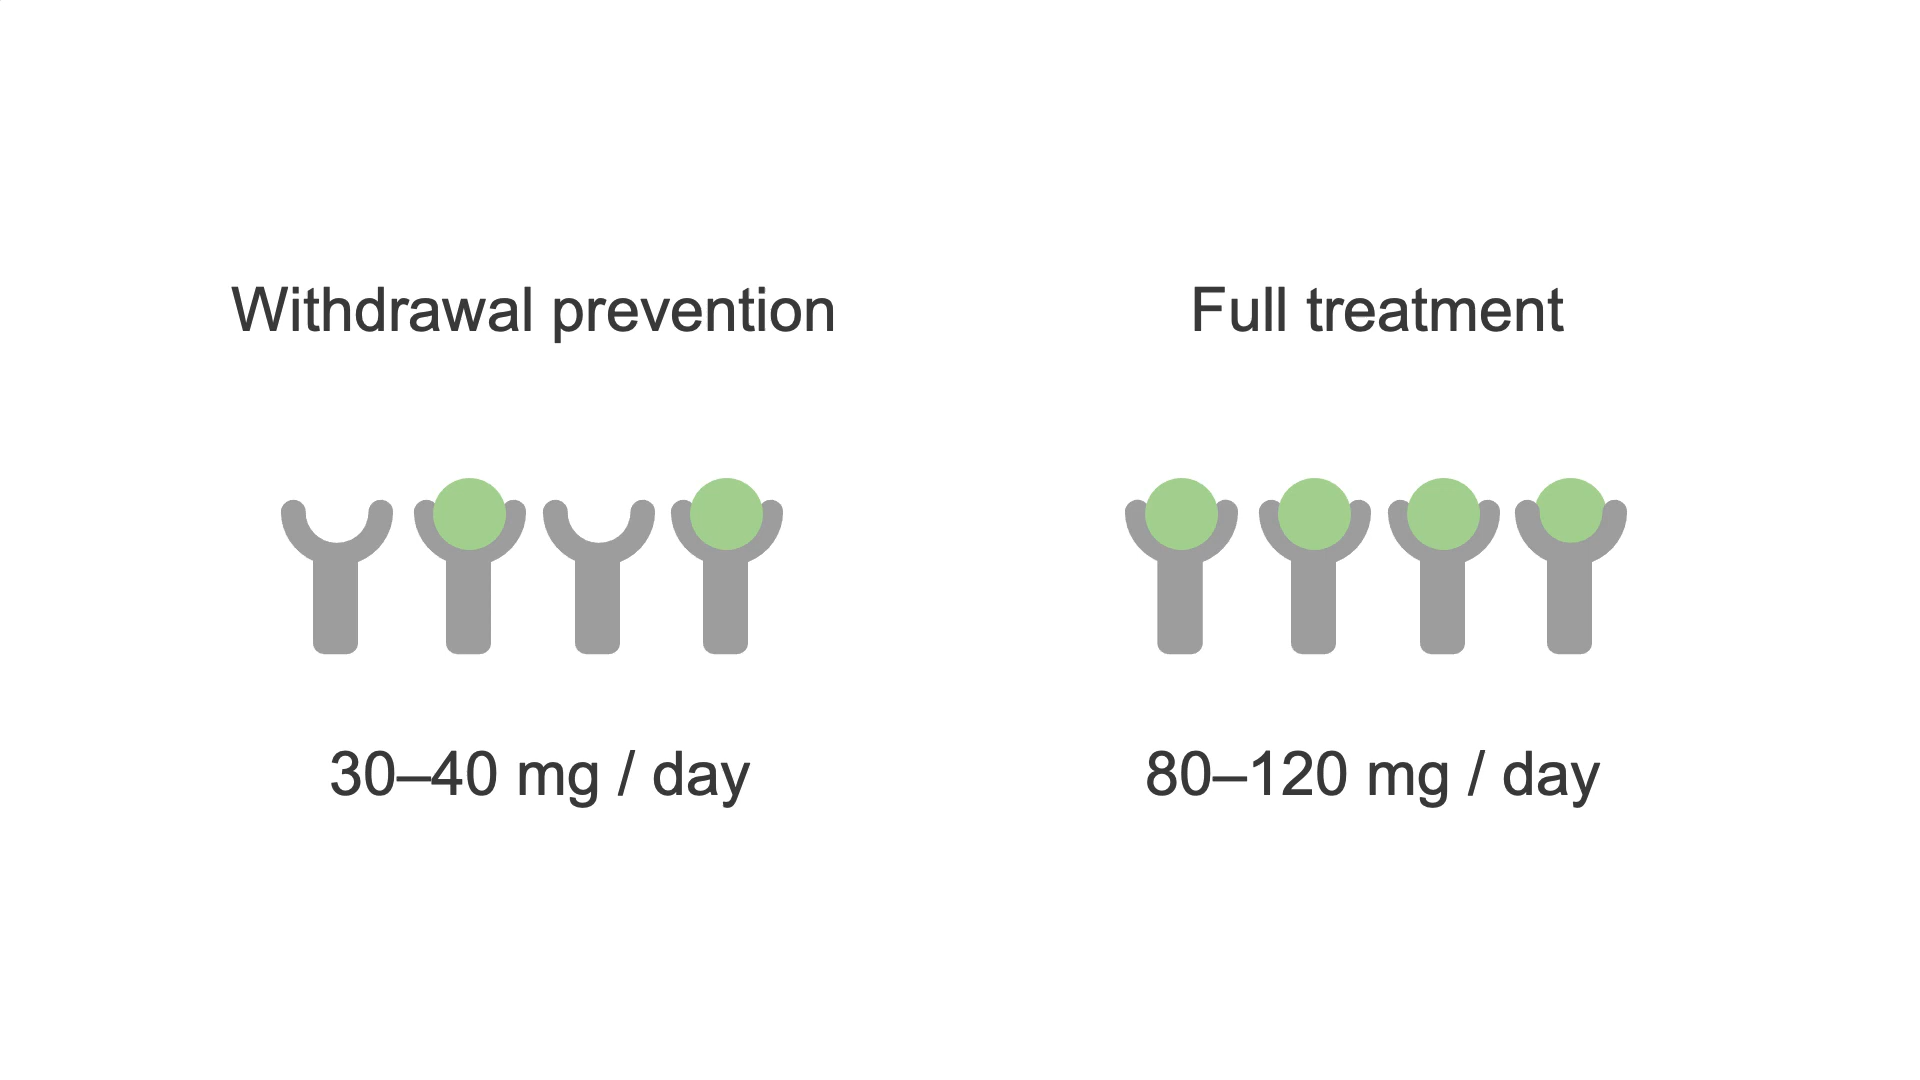 Withdrawal prevention
Full treatment
30–40 mg / day
80–120 mg / day